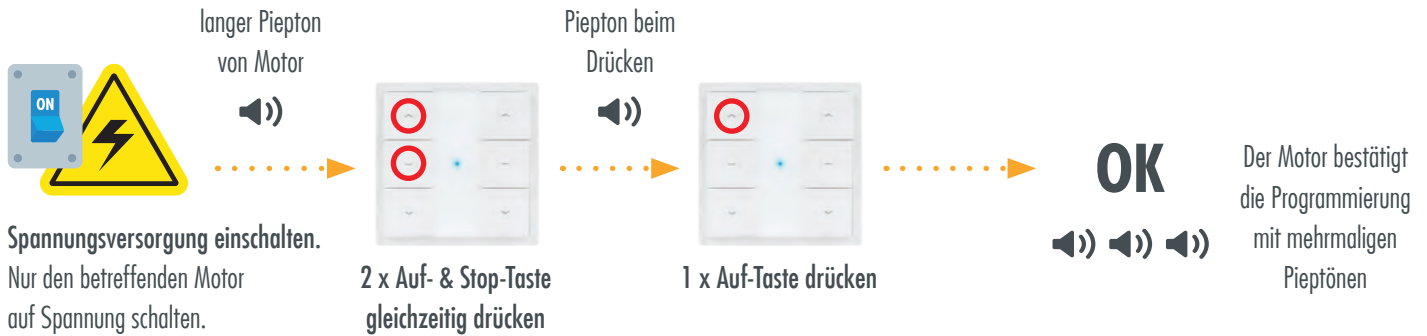 langer Piepton
von Motor
ON
Spannungsversorgung einschalten.
Nur den betreffenden Motor
auf Spannung schalten.
2 x Auf- & Stop-Taste
gleichzeitig drücken
Piepton beim
Drücken
1 x Auf-Taste drücken
OK
Der Motor bestätigt
die Programmierung
mit mehrmaligen
Pieptönen